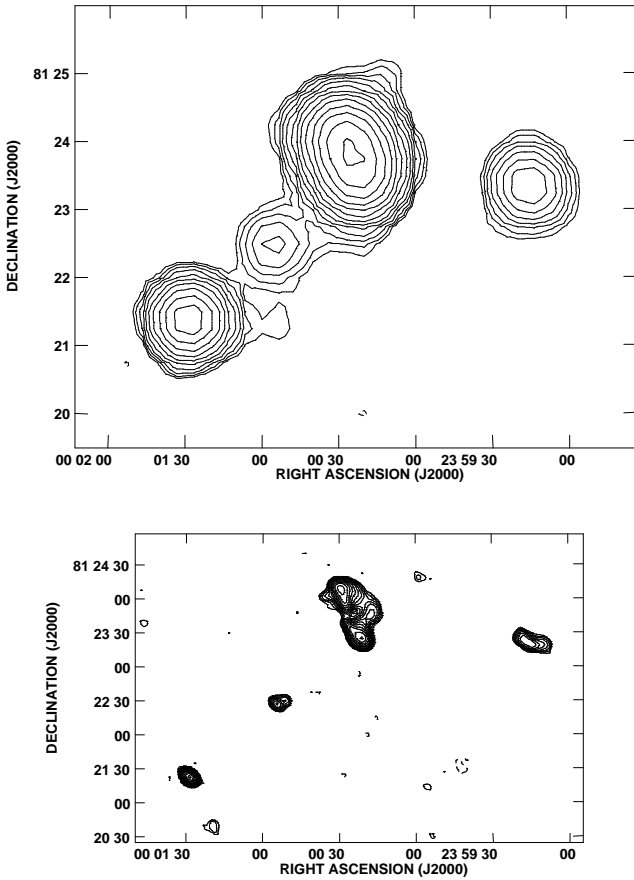 81 25
24
23
22
21
20
DECLINATION (J2000)
00 02 00 01 30 00 00 30 23 59 30 00
RIGHT ASCENSION (J2000)
81 24 30
00
23 30
00
22 30
00
21 30
00
20 30
DECLINATION (J2000)
00 01 30 00 00 30 00 23 59 30 00
RIGHT ASCENSION (J2000)